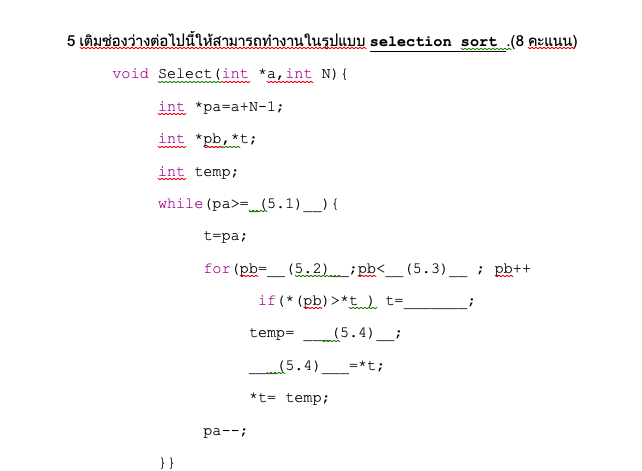 5 เติมช่องว่างต่อไปนี้ให้สามารถทำงานในรูปแบบ selection sort .(8 คะแนน)
void Select(int *a,int N){
int *pa=a+N-1;
int *pb,*t;
int temp;
while(pa>=__(5.1)__){
t=pa;
for(pb=__(5.2)__;pb<__(5.3)__ ; pb++
if(*(pb)>*t ) t=_______;
temp= ___(5.4)__;
___(5.4)___=*t;
*t= temp;
pa--;
}}